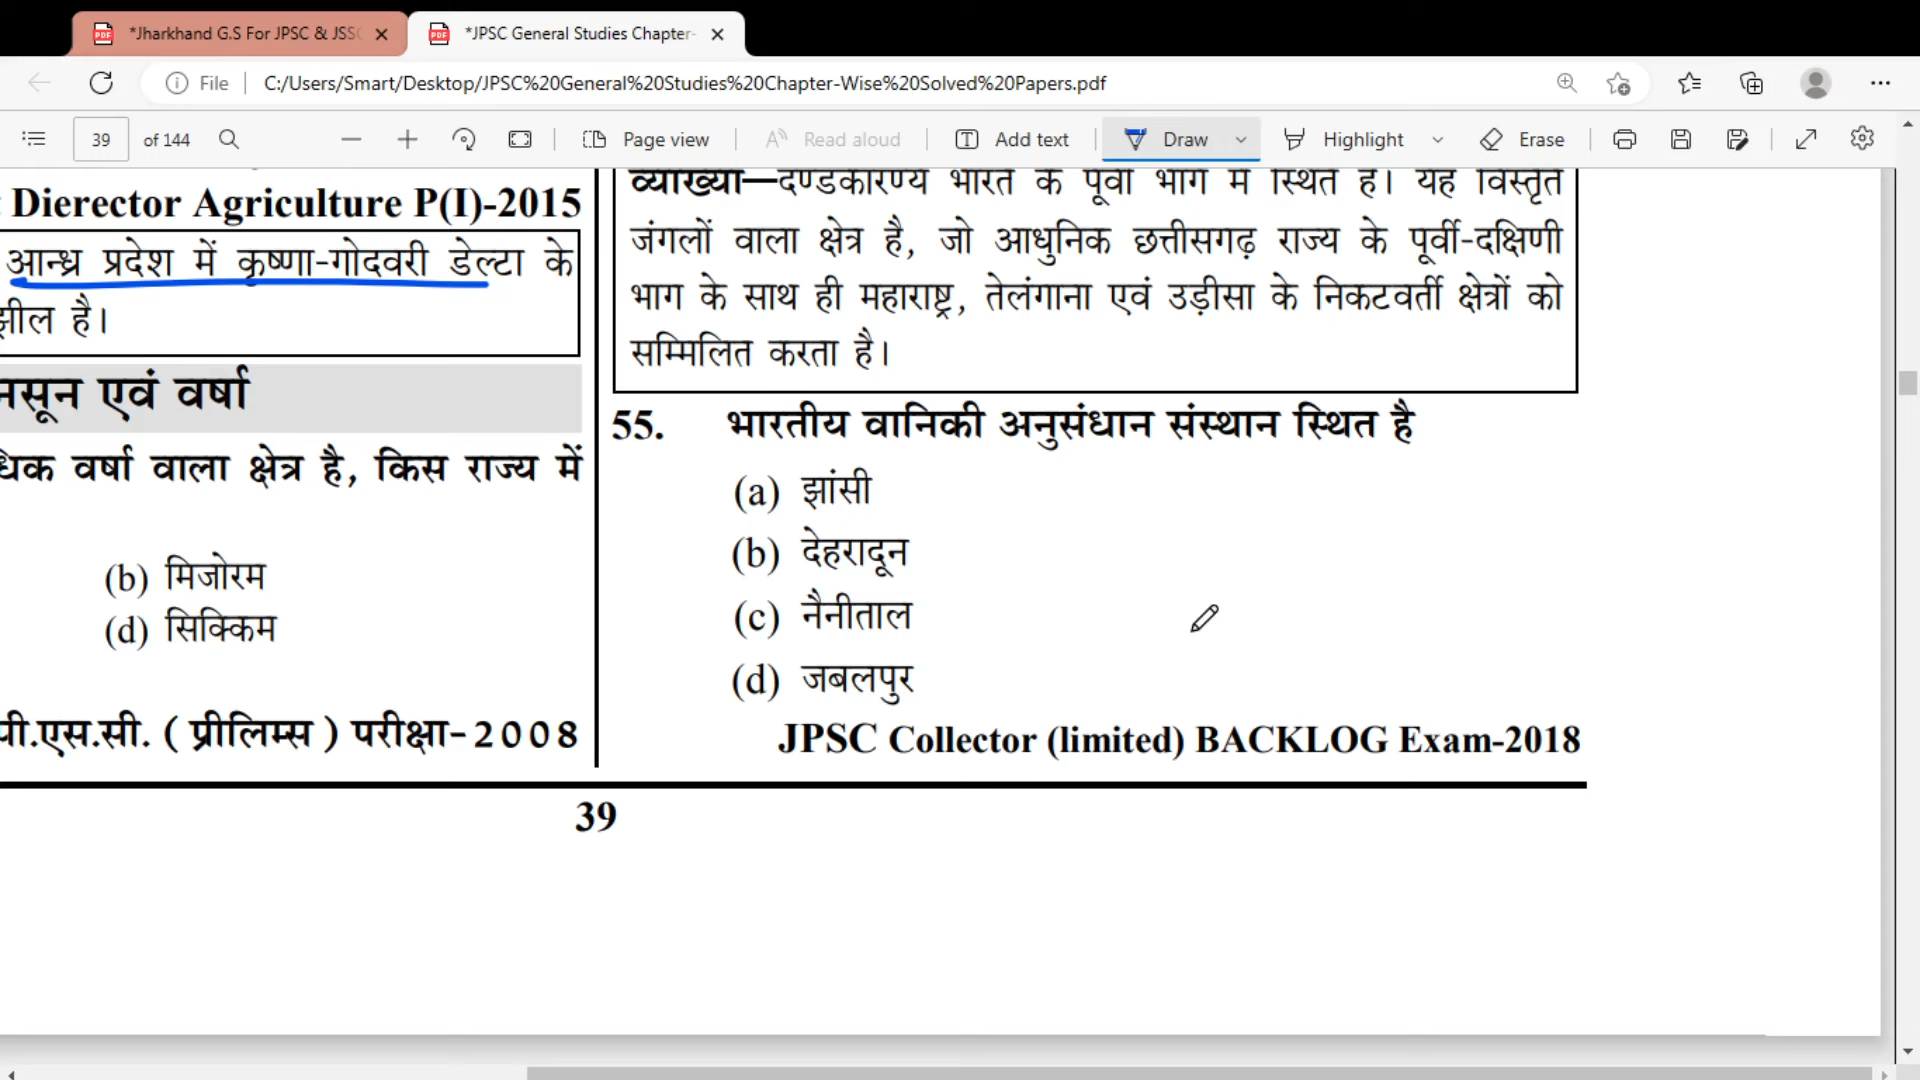 *Jharkhand G.S For JPSC & JSSC
*JPSC General Studies Chapter-
File
C:/Users/Smart/Desktop/JPSC%20General%20Studies%20Chapter-Wise%20Solved%20Papers.pdf
39 of 144
Page view
Read aloud
Add text
Draw
Highlight
Erase
Dierector Agriculture P(I)-2015
आन्ध्र प्रदेश में कृष्णा-गोदवरी डेल्टा के
झील है।
नसून एवं वर्षा
धिक वर्षा वाला क्षेत्र है, किस राज्य में
(b) मिजोरम
(d) सिक्किम
पी.एस.सी. ( प्रीलिम्स ) परीक्षा-2008
व्याख्या—दण्डकारण्य भारत के पूर्वी भाग में स्थित है। यह विस्तृत
जंगलों वाला क्षेत्र है, जो आधुनिक छत्तीसगढ़ राज्य के पूर्वी-दक्षिणी
भाग के साथ ही महाराष्ट्र, तेलंगाना एवं उड़ीसा के निकटवर्ती क्षेत्रों को
सम्मिलित करता है।
55. भारतीय वानिकी अनुसंधान संस्थान स्थित है
(a) झांसी
(b) देहरादून
(c) नैनीताल
(d) जबलपुर
JPSC Collector (limited) BACKLOG Exam-2018
39